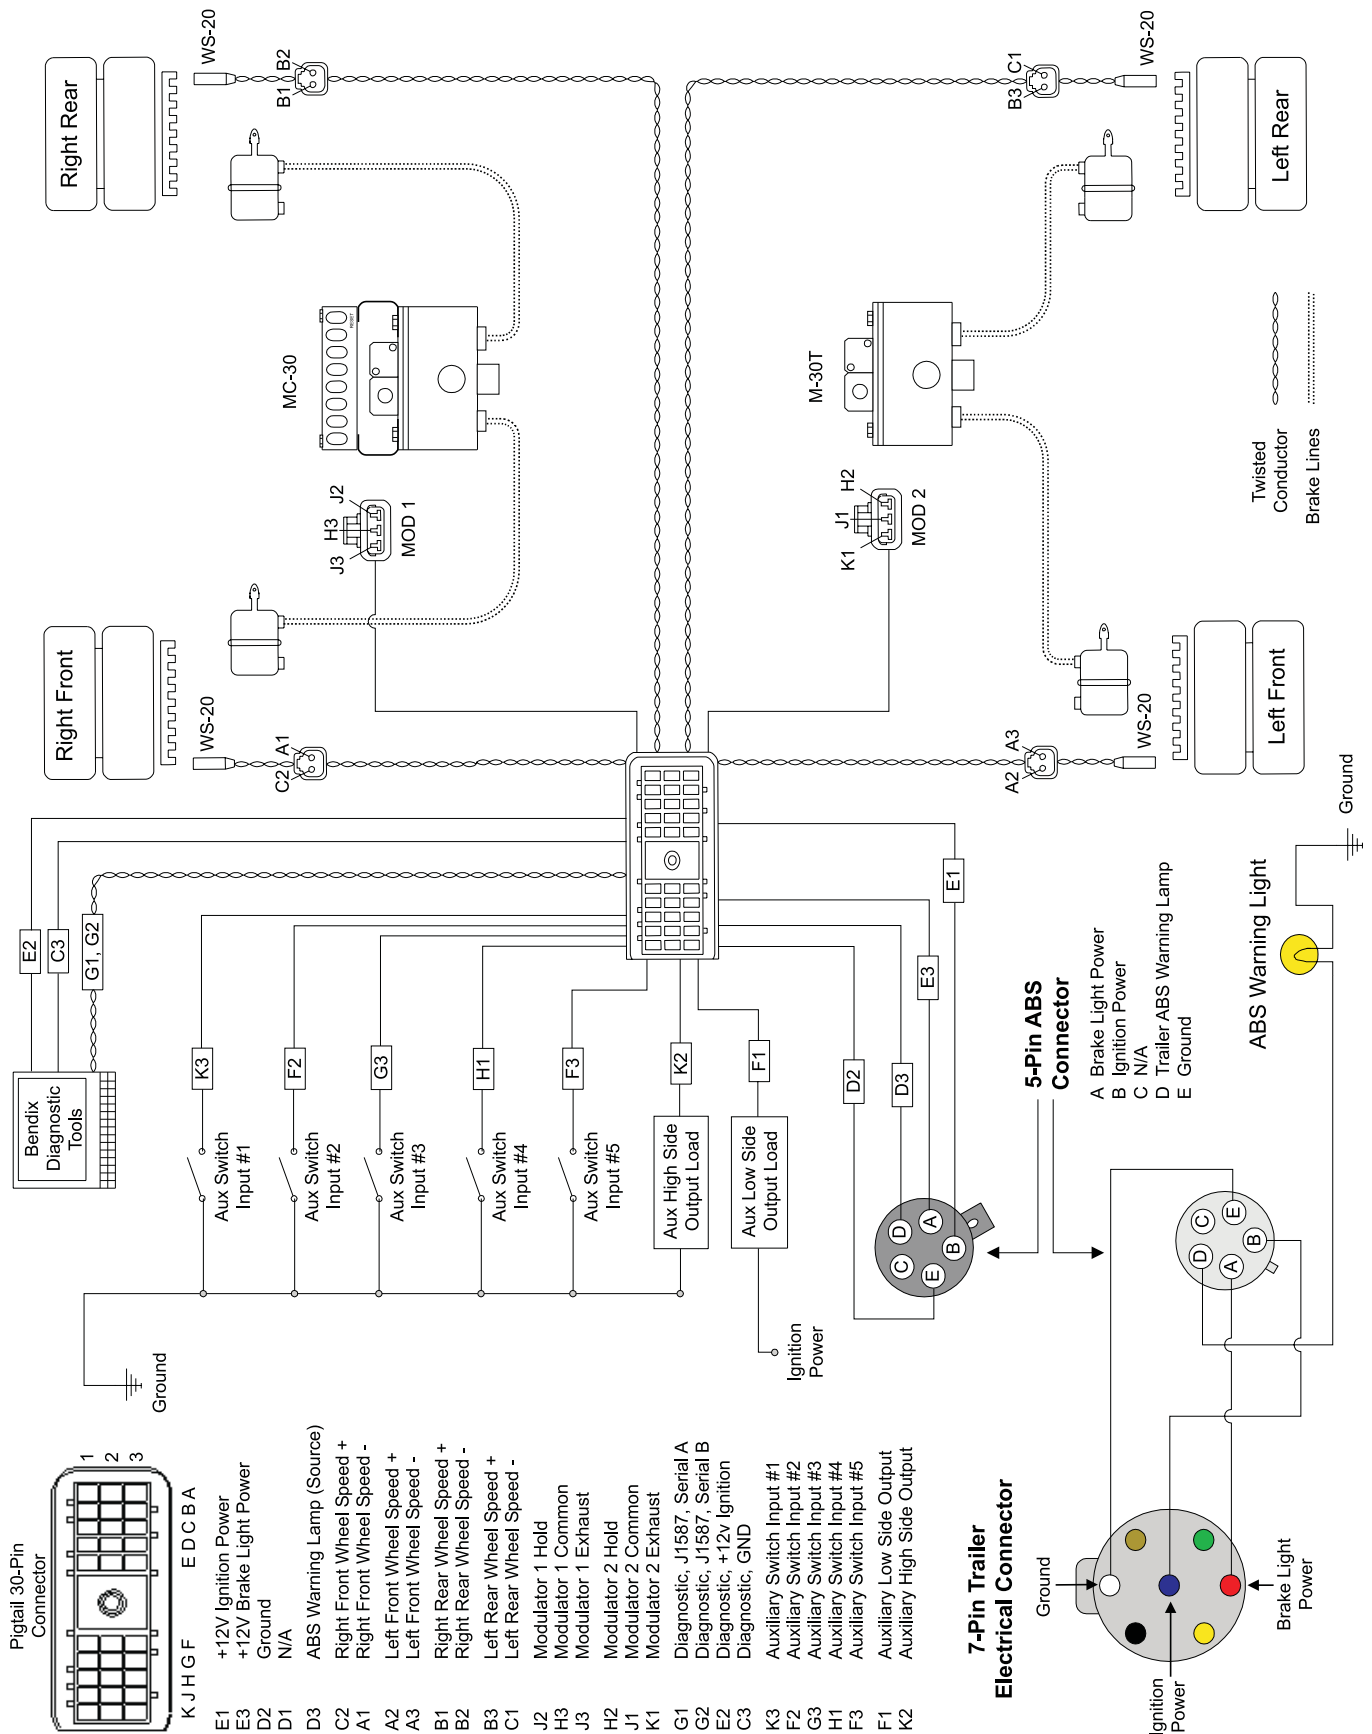 Pigtail 30-Pin
Connector
1
2
3
K J H G F E D C B A
E1 +12V Ignition Power
E3 +12V Brake Light Power
D2 Ground
D1 N/A
D3 ABS Warning Lamp (Source)
C2 Right Front Wheel Speed +
A1 Right Front Wheel Speed -
A2 Left Front Wheel Speed +
A3 Left Front Wheel Speed -
B1 Right Rear Wheel Speed +
B2 Right Rear Wheel Speed -
B3 Left Rear Wheel Speed +
C1 Left Rear Wheel Speed -
J2 Modulator 1 Hold
H3 Modulator 1 Common
J3 Modulator 1 Exhaust
H2 Modulator 2 Hold
J1 Modulator 2 Common
K1 Modulator 2 Exhaust
G1 Diagnostic, J1587, Serial A
G2 Diagnostic, J1587, Serial B
E2 Diagnostic, +12v Ignition
C3 Diagnostic, GND
K3 Auxiliary Switch Input #1
F2 Auxiliary Switch Input #2
G3 Auxiliary Switch Input #3
H1 Auxiliary Switch Input #4
F3 Auxiliary Switch Input #5
F1 Auxiliary Low Side Output
K2 Auxiliary High Side Output
7-Pin Trailer
Electrical Connector
Ground
Ignition
Power
Brake Light
Power
Ground
Bendix
Diagnostic
Tools
E2
C3
G1, G2
Aux Switch
Input #1
K3
Aux Switch
Input #2
F2
Aux Switch
Input #3
G3
Aux Switch
Input #4
H1
Aux Switch
Input #5
F3
Aux High Side
Output Load
K2
Aux Low Side
Output Load
F1
Ignition
Power
D2
D3
E3
E1
D
A
B
C
E
5-Pin ABS
Connector
A Brake Light Power
B Ignition Power
C N/A
D Trailer ABS Warning Lamp
E Ground
D
C
E
A
B
ABS Warning Light
Ground
Right Front
WS-20
C2
A1
Right Rear
WS-20
B1
B2
MC-30
RESET
J3
H3
J2
MOD 1
M-30T
K1
J1
H2
MOD 2
A2
A3
WS-20
Left Front
B3
C1
WS-20
Left Rear
Twisted
Conductor
Brake Lines